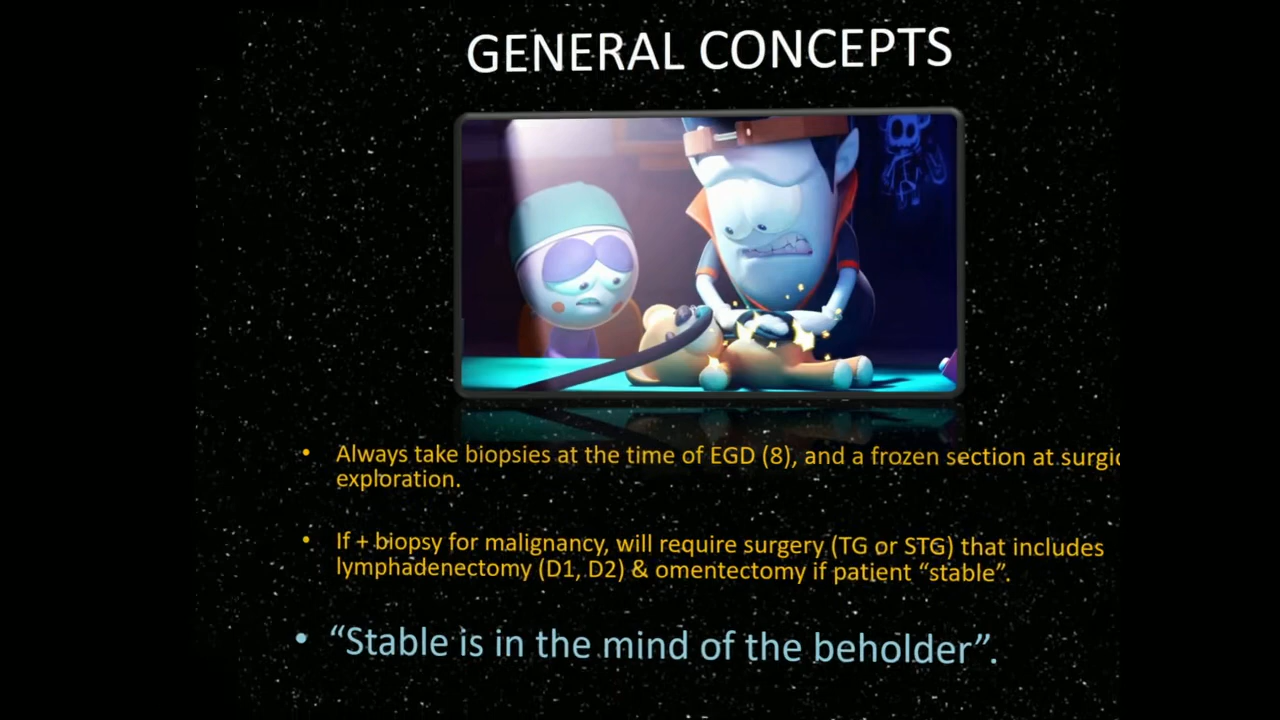 GENERAL CONCEPTS
• Always take biopsies at the time of EGD (8), and a frozen section at
exploration.
• If + biopsy for malignancy, will require surgery (TG or STG) that includes
lymphadenectomy (D1, D2) & omentectomy if patient “stable”.
• “Stable is in the mind of the beholder”.